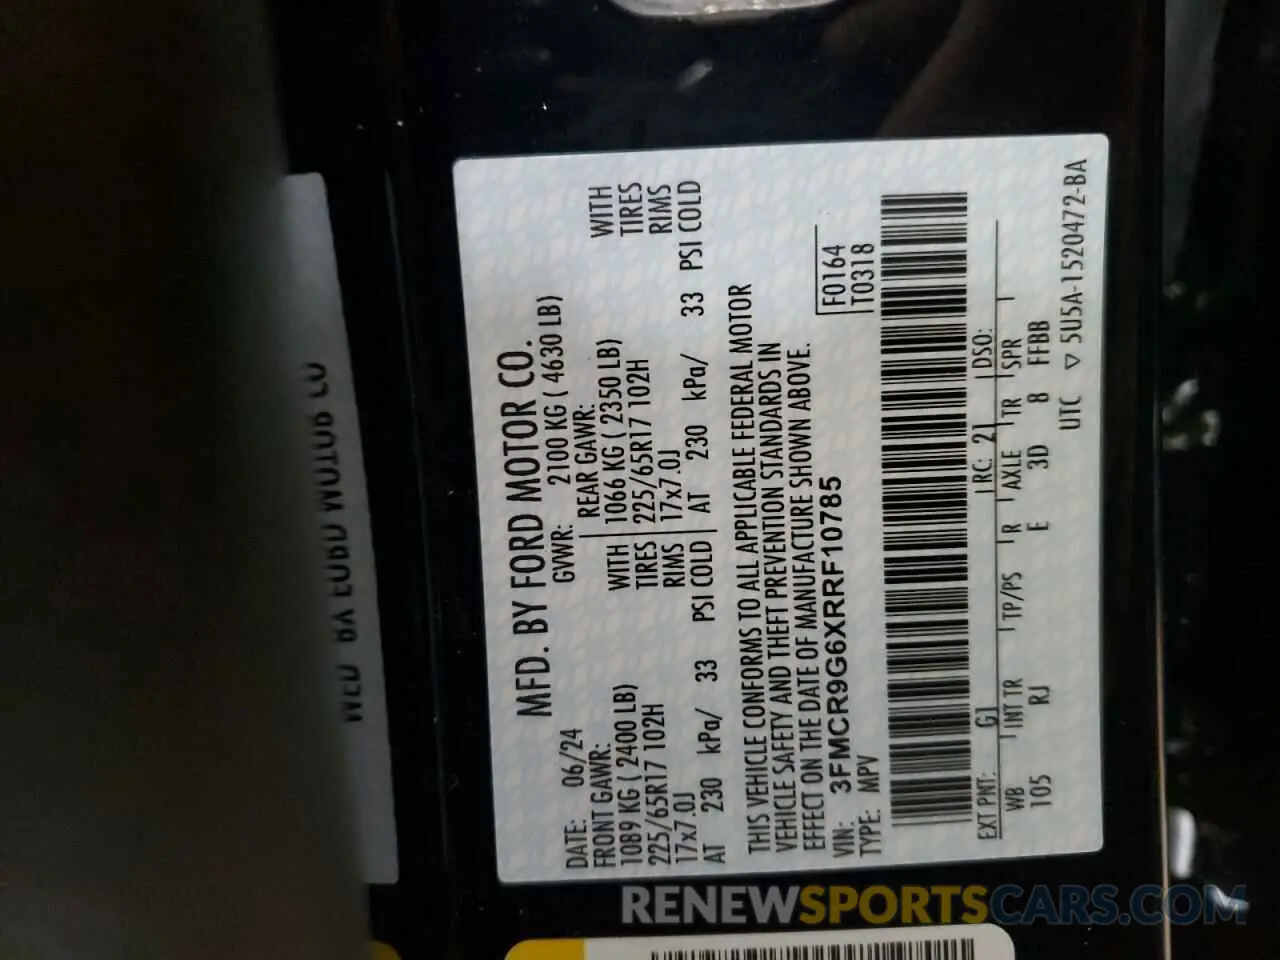 MFD. BY FORD MOTOR CO.
DATE: 06/24 GVWR: 2100 KG ( 4630 LB)
FRONT GAWR: REAR GAWR:
1089 KG ( 2400 LB) WITH 1066 KG ( 2350 LB) WITH
225/65R17 102H TIRES 225/65R17 102H TIRES
17x7.0J RIMS 17x7.0J RIMS
AT 230 kPa/ 33 PSI COLD AT 230 kPa/ 33 PSI COLD
THIS VEHICLE CONFORMS TO ALL APPLICABLE FEDERAL MOTOR
VEHICLE SAFETY AND THEFT PREVENTION STANDARDS IN
EFFECT ON THE DATE OF MANUFACTURE SHOWN ABOVE.
VIN: 3FMCR9G6XRRF10785 F0164
TYPE: MPV T0318
EXT PNT: G1 RC: 21 DSO:
WB INT TR TP/PS R AXLE TR SPR
105 RJ E 3D 8 FFBB
UTC ▽ 5U5A-1520472-BA
RENEWSPORTSCARS.COM